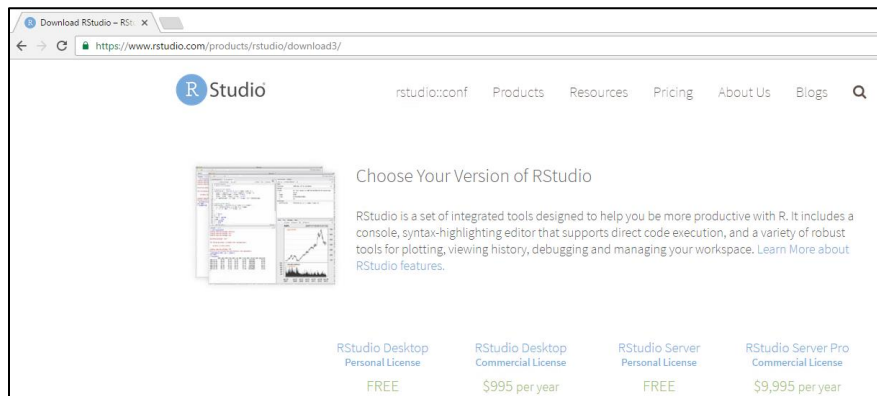 Download RStudio – RSt
https://www.rstudio.com/products/rstudio/download3/
R Studio
rstudio::conf Products Resources Pricing About Us Blogs
Choose Your Version of RStudio
RStudio is a set of integrated tools designed to help you be more productive with R. It includes a
console, syntax-highlighting editor that supports direct code execution, and a variety of robust
tools for plotting, viewing history, debugging and managing your workspace. Learn More about
RStudio features.
RStudio Desktop RStudio Desktop RStudio Server RStudio Server Pro
Personal License Commercial License Personal License Commercial License
FREE $995 per year FREE $9,995 per year